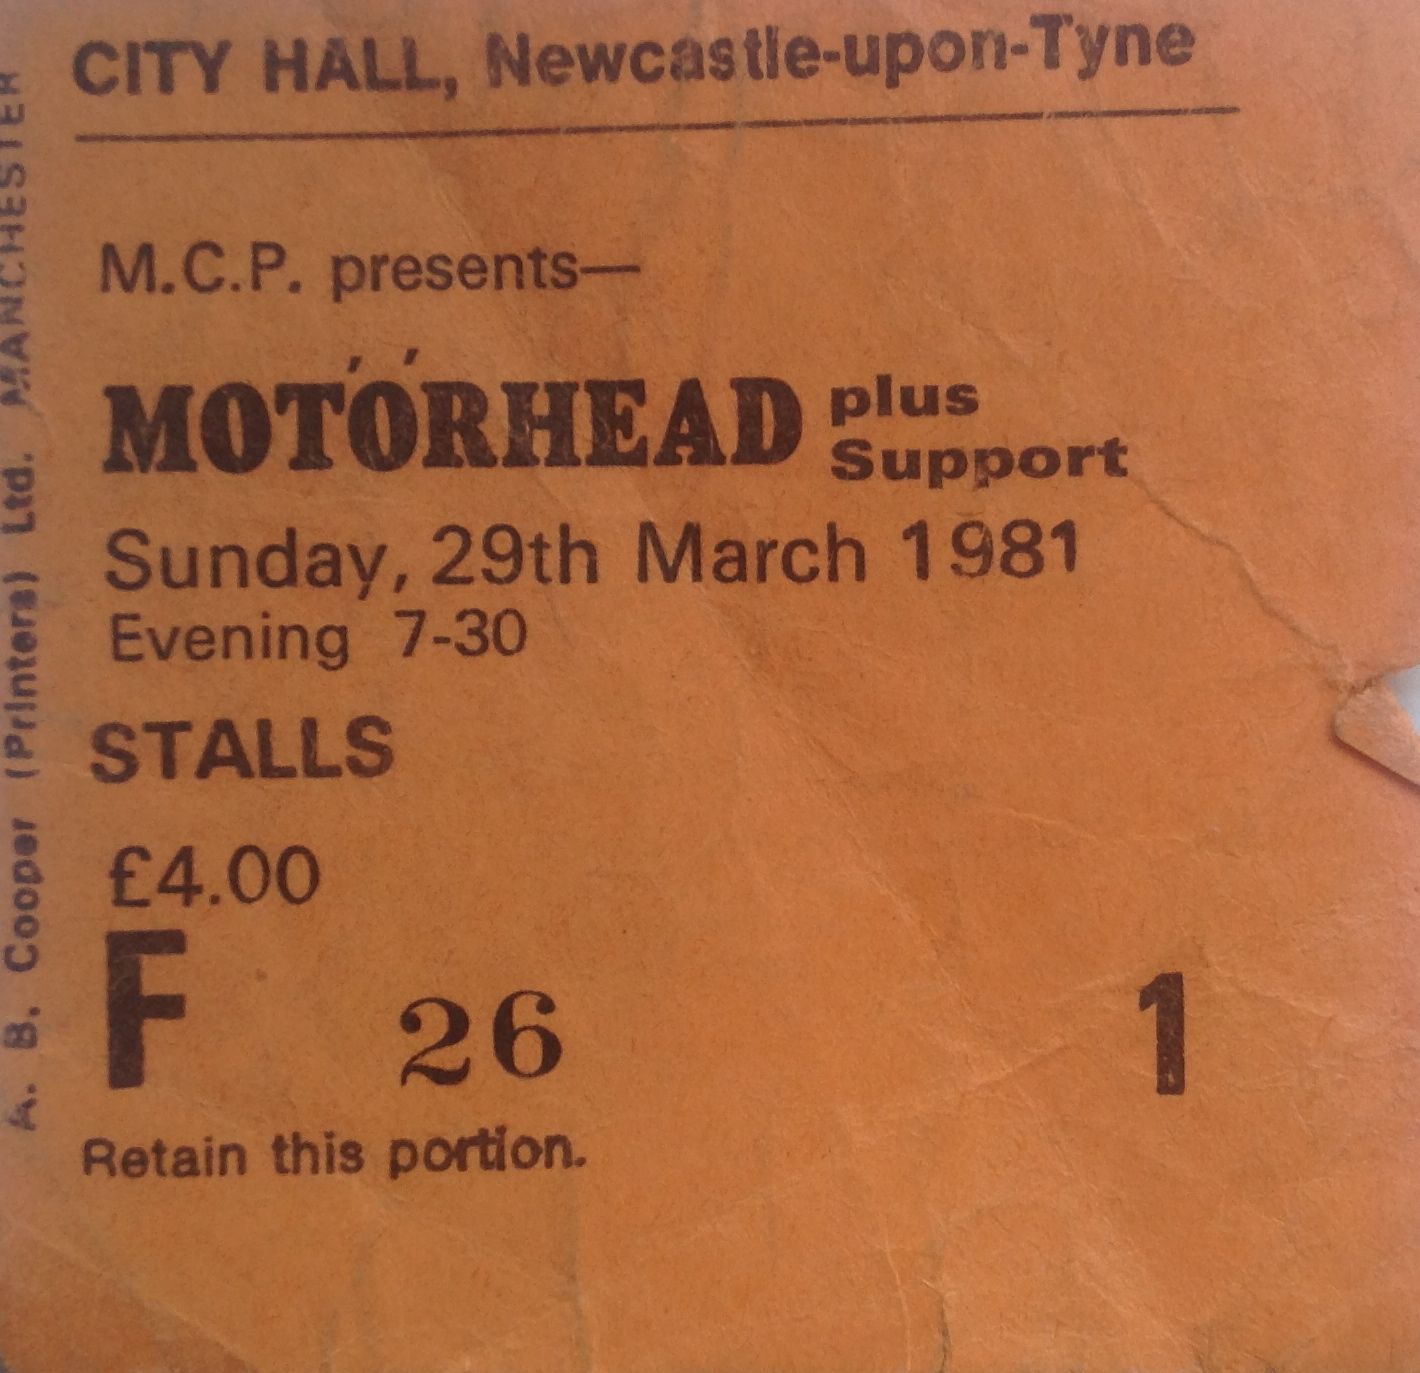 CITY HALL, Newcastle-upon-Tyne
M.C.P. presents—
MOTÖRHEAD plus
Support
Sunday, 29th March 1981
Evening 7-30
STALLS
£4.00
F 26 1
Retain this portion.
A. B. Cooper (Printers) Ltd. MANCHESTER